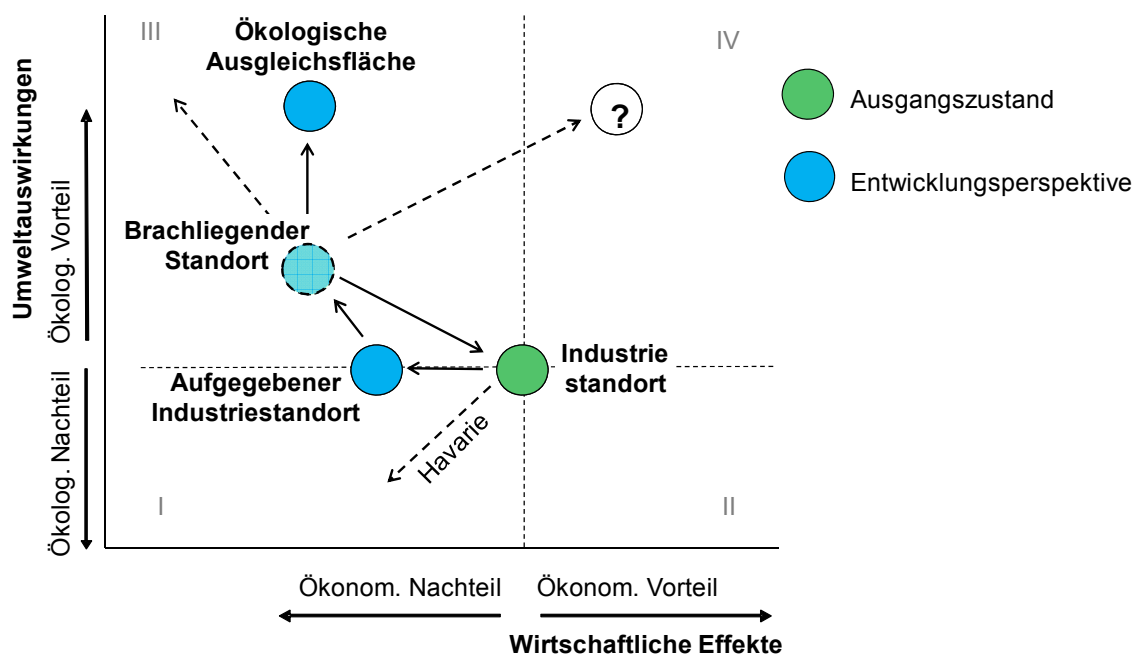 III
Ökologische
Ausgleichsfläche
IV
?
Ausgangszustand
Entwicklungsperspektive
Umweltauswirkungen
Ökolog. Vorteil
Ökolog. Nachteil
Brachliegender
Standort
Aufgegebener
Industriestandort
Industrie
standort
Havarie
I
II
Ökonom. Nachteil
Ökonom. Vorteil
Wirtschaftliche Effekte